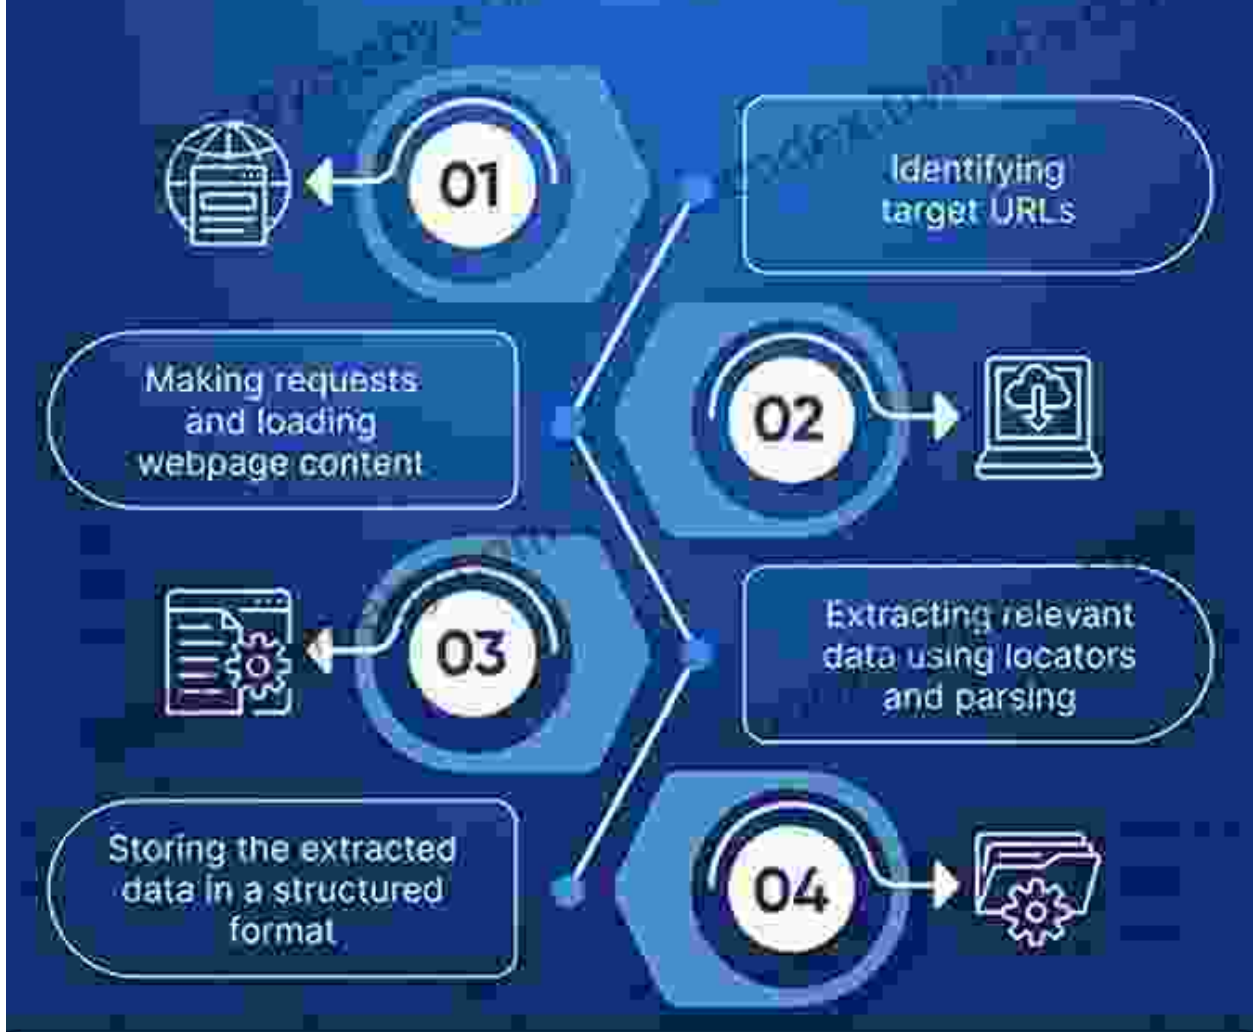 01
Identifying
target URLs
Making requests
and loading
webpage content
02
03
Extracting relevant
data using locators
and parsing
Storing the extracted
data in a structured
format
04